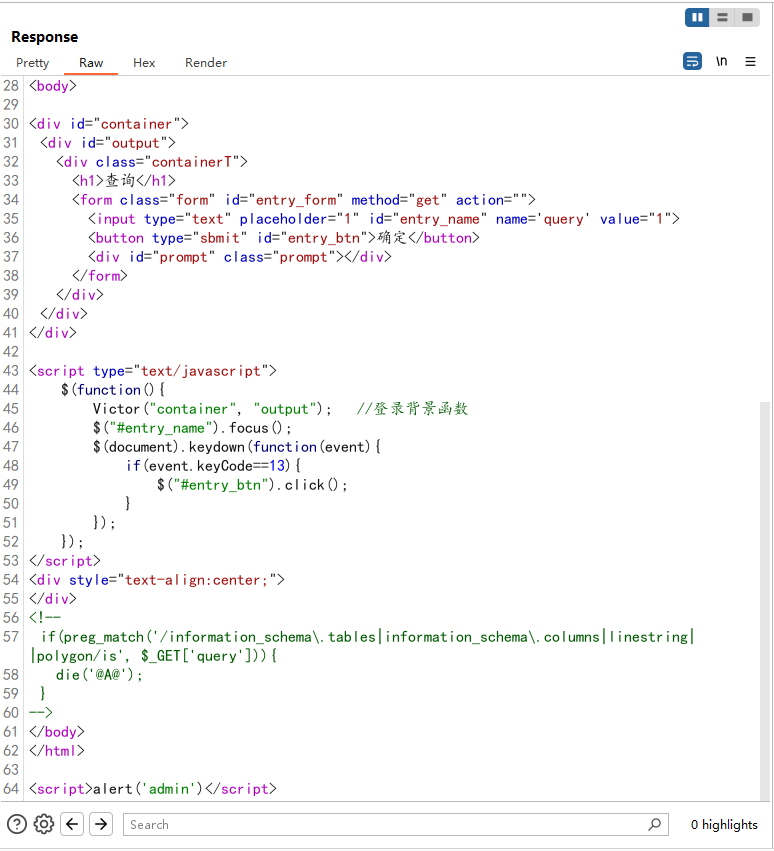 Response
Pretty Raw Hex Render \n
28 <body>
29
30 <div id="container">
31 <div id="output">
32 <div class="containerT">
33 <h1>查询</h1>
34 <form class="form" id="entry_form" method="get" action="">
35 <input type="text" placeholder="1" id="entry_name" name='query' value="1">
36 <button type="sbmit" id="entry_btn">确定</button>
37 <div id="prompt" class="prompt"></div>
38 </form>
39 </div>
40 </div>
41 </div>
42
43 <script type="text/javascript">
44 $(function(){
45 Victor("container", "output"); //登录背景函数
46 $("#entry_name").focus();
47 $(document).keydown(function(event){
48 if(event.keyCode==13){
49 $("#entry_btn").click();
50 }
51 });
52 });
53 </script>
54 <div style="text-align:center;">
55 </div>
56 <!--
57 if(preg_match('/information_schema\.tables|information_schema\.columns|linestring|
|polygon/is', $_GET['query'])){
58 die('@A@');
59 }
60 -->
61 </body>
62 </html>
63
64 <script>alert('admin')</script>
Search 0 highlights